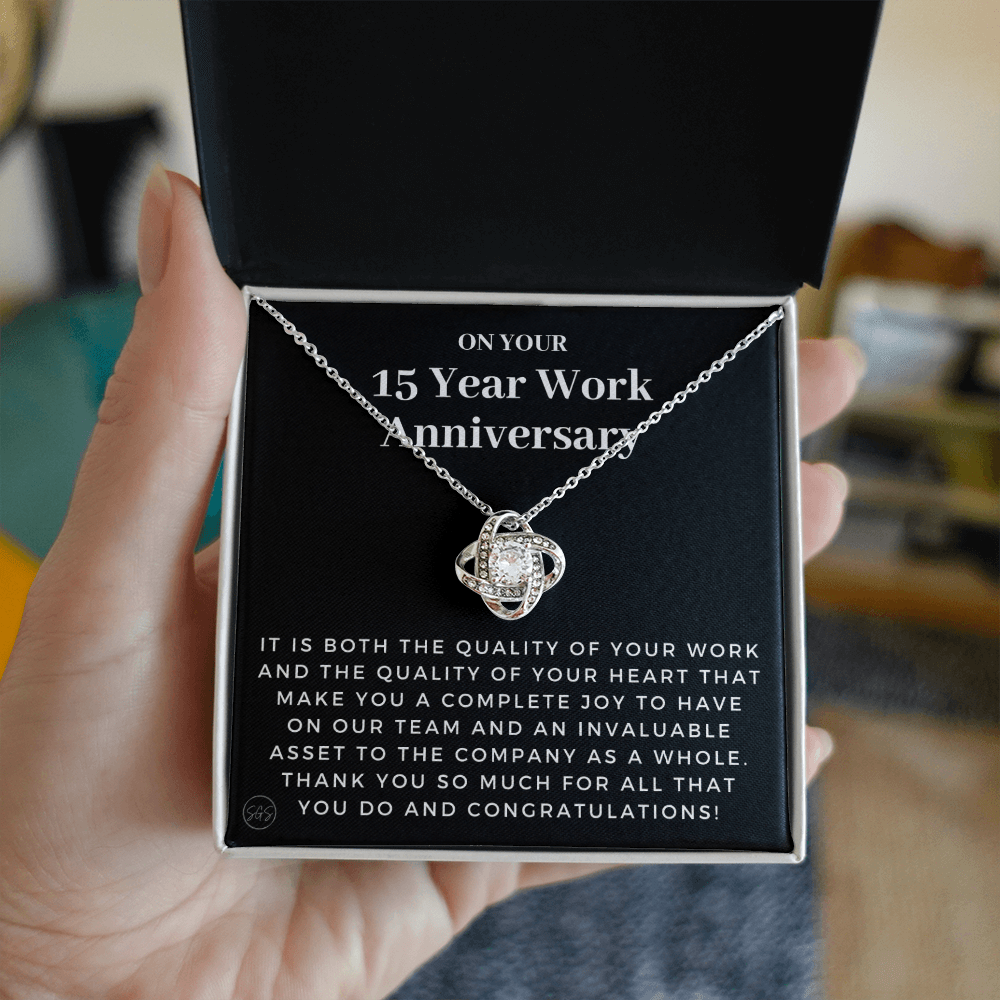 ON YOUR
15 Year Work
Anniversary
IT IS BOTH THE QUALITY OF YOUR WORK
AND THE QUALITY OF YOUR HEART THAT
MAKE YOU A COMPLETE JOY TO HAVE
ON OUR TEAM AND AN INVALUABLE
ASSET TO THE COMPANY AS A WHOLE.
THANK YOU SO MUCH FOR ALL THAT
YOU DO AND CONGRATULATIONS!
SGS